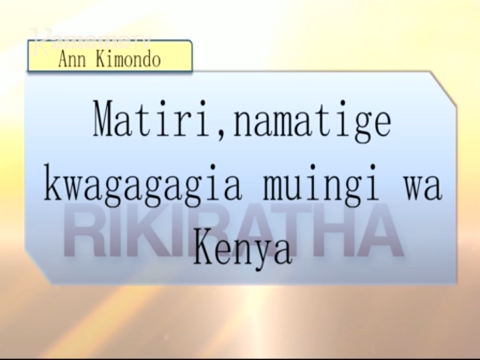 Ann Kimondo
Matiri,namatige
kwagagagia muingi wa
RIKIRATHA
Kenya